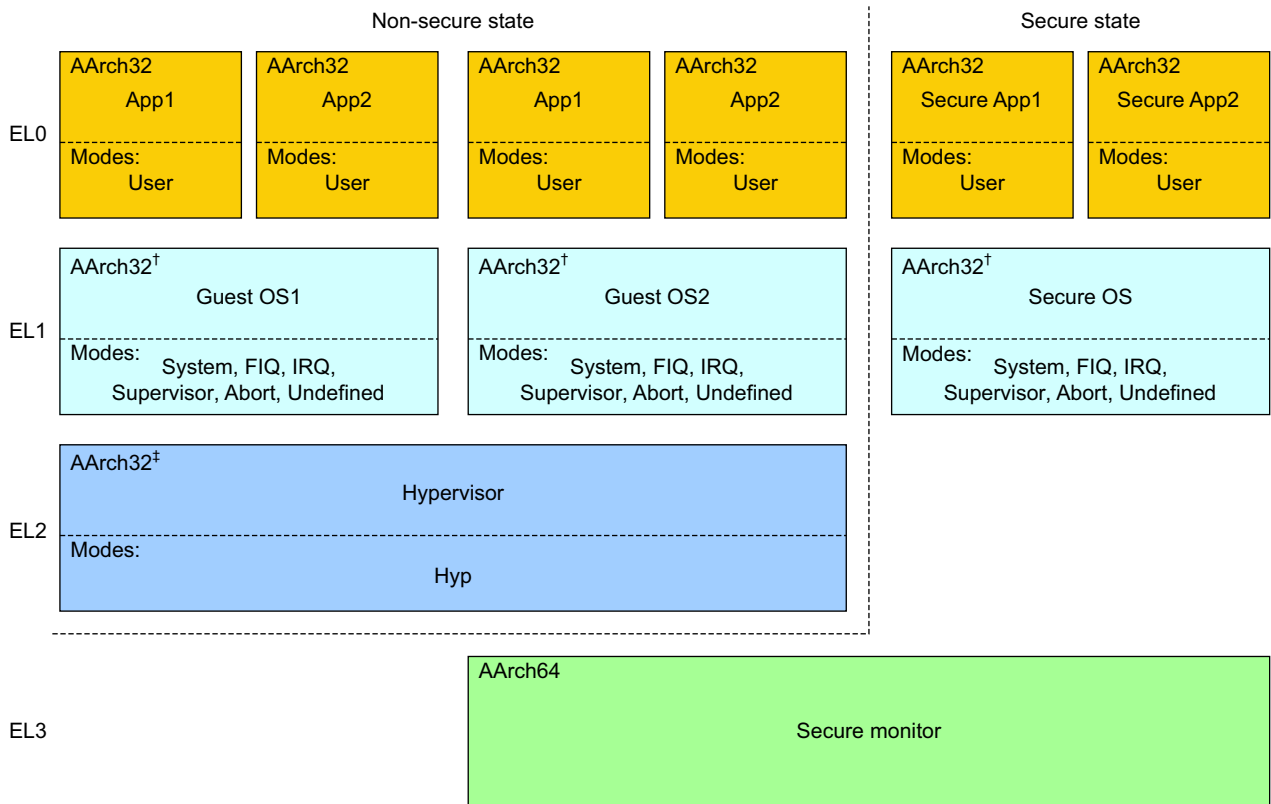 Non-secure state
Secure state
AArch32
App1
Modes:
User
AArch32
App2
Modes:
User
AArch32
App1
Modes:
User
AArch32
App2
Modes:
User
AArch32
Secure App1
Modes:
User
AArch32
Secure App2
Modes:
User
EL0
AArch32†
Guest OS1
Modes:
System, FIQ, IRQ,
Supervisor, Abort, Undefined
AArch32†
Guest OS2
Modes:
System, FIQ, IRQ,
Supervisor, Abort, Undefined
AArch32†
Secure OS
Modes:
System, FIQ, IRQ,
Supervisor, Abort, Undefined
EL1
AArch32‡
Hypervisor
Modes:
Hyp
EL2
AArch64
Secure monitor
EL3